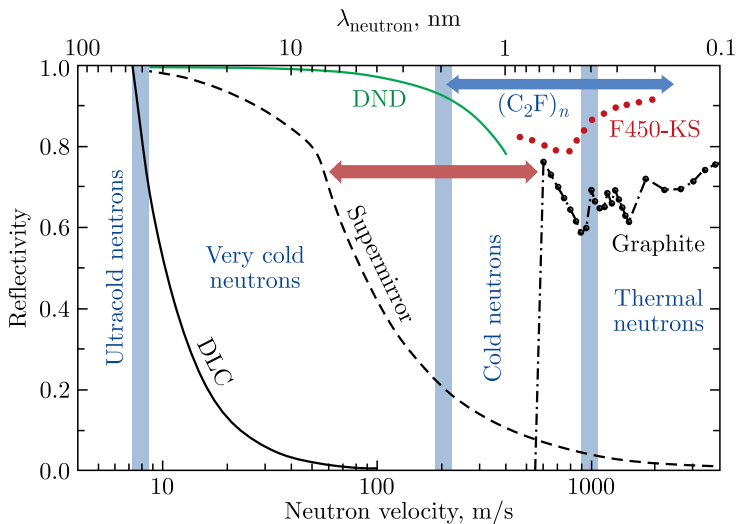 λneutron, nm
100 10 1 0.1
1.0
0.8
0.6
0.4
0.2
0.0
Reflectivity
DND
(C₂F)ₙ
F450-KS
Ultracold neutrons
Very cold
neutrons
Supermirror
DLC
Cold neutrons
Graphite
Thermal
neutrons
10 100 1000
Neutron velocity, m/s